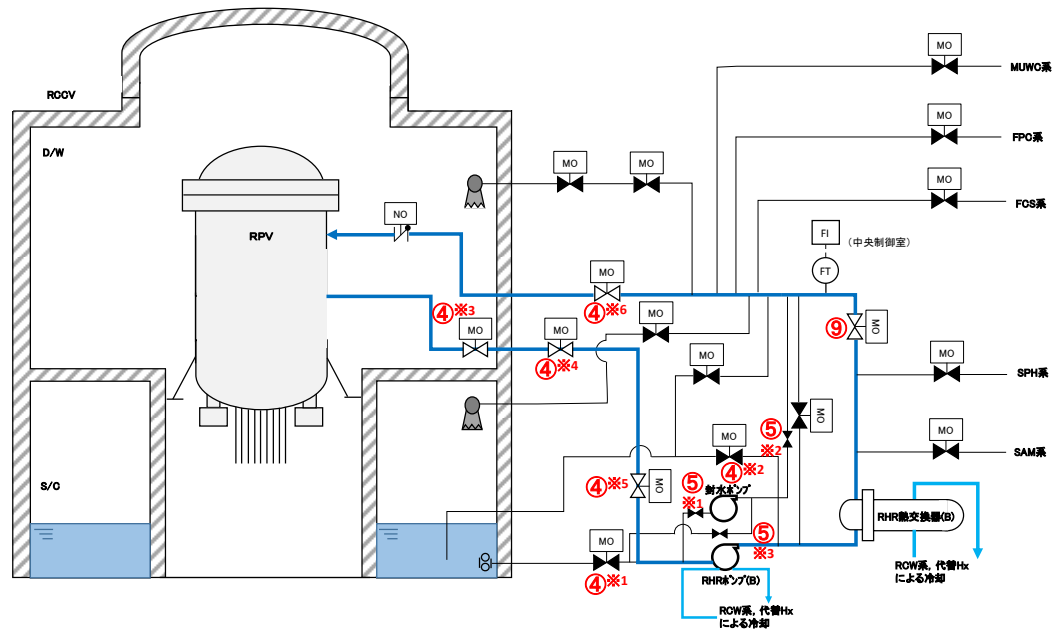 MO
MUWC系
RCCV
MO
FPC系
D/W
MO
MO
MO
FCS系
NO
RPV
FI
(中央制御室)
FT
MO
④※3
④※6
MO
⑨
MO
MO
MO
④※4
MO
MO
SPH系
MO
⑤
※2
MO
MO
④※2
SAM系
S/C
④※5
MO
⑤
※1
封水ポンプ
RHR熱交換器(B)
⑤
※3
MO
④※1
RHRポンプ(B)
RCW系, 代替Hx
による冷却
RCW系, 代替Hx
による冷却